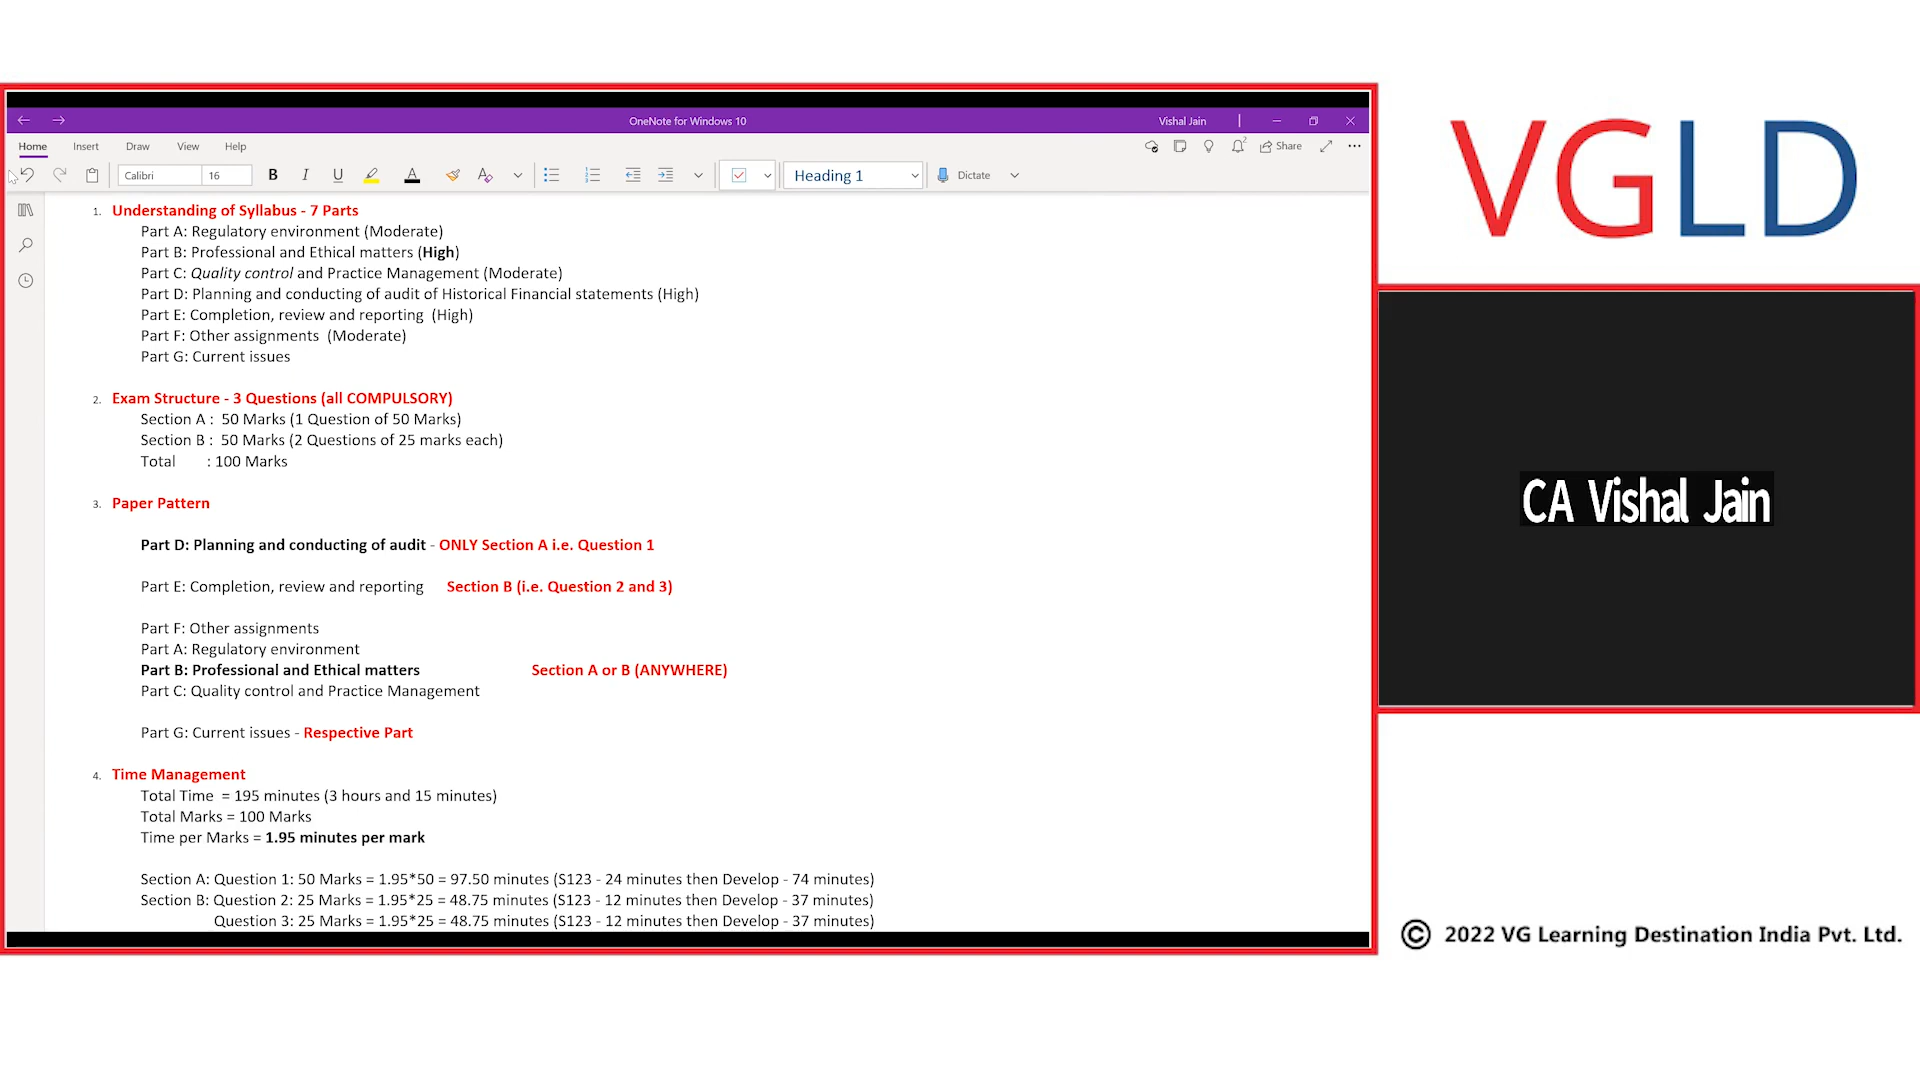 OneNote for Windows 10
Vishal Jain
Home Insert Draw View Help
2
Share
Calibri 16 B I U A Heading 1 Dictate
1. Understanding of Syllabus - 7 Parts
Part A: Regulatory environment (Moderate)
Part B: Professional and Ethical matters (High)
Part C: Quality control and Practice Management (Moderate)
Part D: Planning and conducting of audit of Historical Financial statements (High)
Part E: Completion, review and reporting (High)
Part F: Other assignments (Moderate)
Part G: Current issues
2. Exam Structure - 3 Questions (all COMPULSORY)
Section A : 50 Marks (1 Question of 50 Marks)
Section B : 50 Marks (2 Questions of 25 marks each)
Total : 100 Marks
3. Paper Pattern
Part D: Planning and conducting of audit - ONLY Section A i.e. Question 1
Part E: Completion, review and reporting Section B (i.e. Question 2 and 3)
Part F: Other assignments
Part A: Regulatory environment
Part B: Professional and Ethical matters Section A or B (ANYWHERE)
Part C: Quality control and Practice Management
Part G: Current issues - Respective Part
4. Time Management
Total Time = 195 minutes (3 hours and 15 minutes)
Total Marks = 100 Marks
Time per Marks = 1.95 minutes per mark
Section A: Question 1: 50 Marks = 1.95*50 = 97.50 minutes (S123 - 24 minutes then Develop - 74 minutes)
Section B: Question 2: 25 Marks = 1.95*25 = 48.75 minutes (S123 - 12 minutes then Develop - 37 minutes)
Question 3: 25 Marks = 1.95*25 = 48.75 minutes (S123 - 12 minutes then Develop - 37 minutes)
VGLD
CA Vishal Jain
© 2022 VG Learning Destination India Pvt. Ltd.